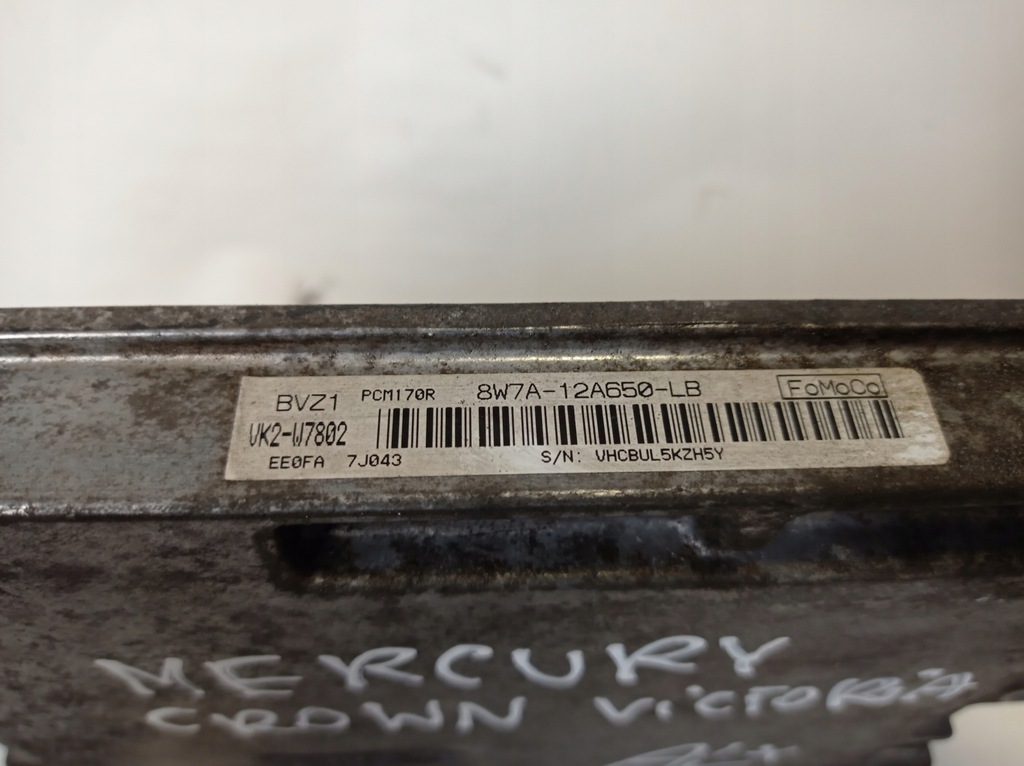 BVZ1 PCM170R 8W7A-12A650-LB FoMoCo
VK2-W7802
EE0FA 7J043 S/N: VHCBUL5KZH5Y
MERCURY
CROWN VICTORIA